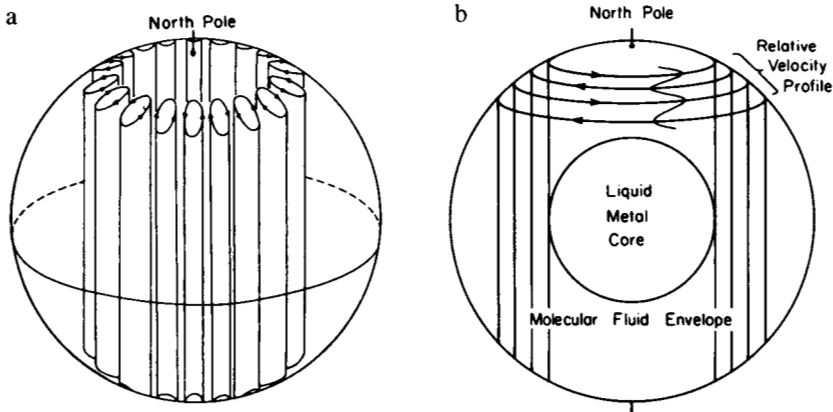 a
North Pole
b
North Pole
Relative
Velocity
Profile
Liquid
Metal
Core
Molecular Fluid Envelope